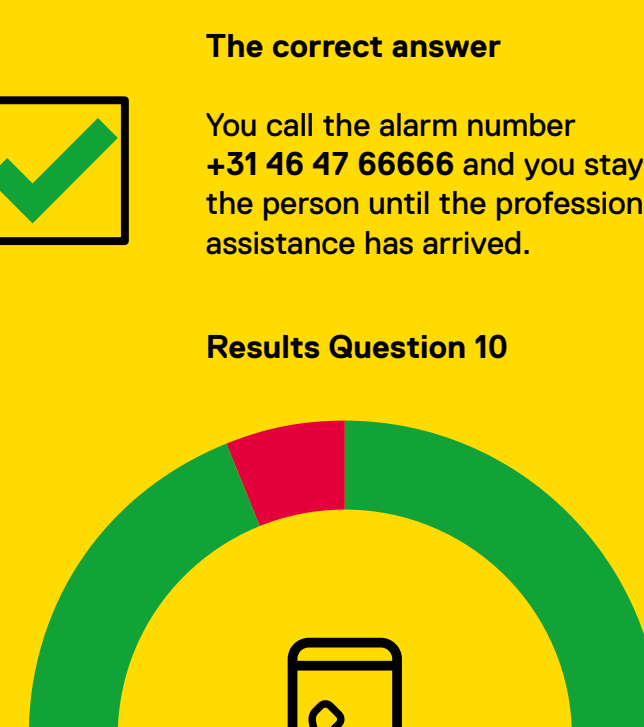 The correct answer
You call the alarm number
+31 46 47 66666 and you stay
the person until the profession
assistance has arrived.
Results Question 10